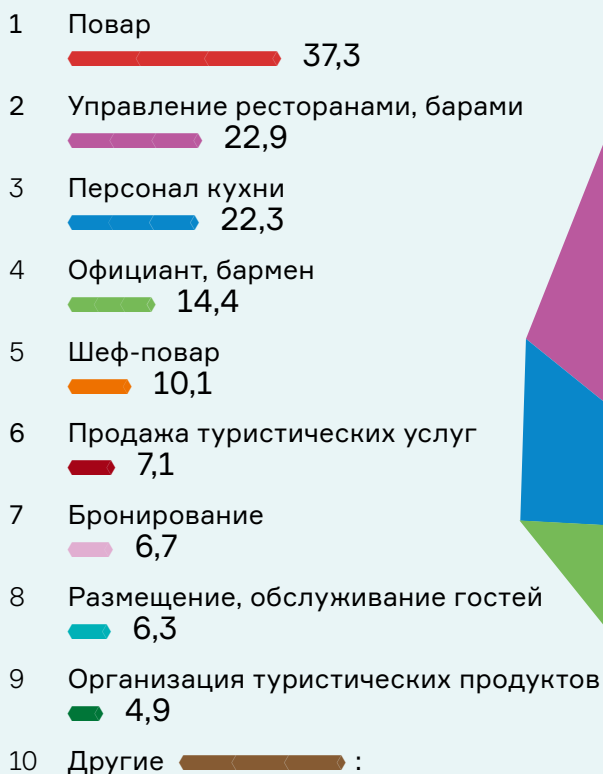 1 Повар
37,3
2 Управление ресторанами, барами
22,9
3 Персонал кухни
22,3
4 Официант, бармен
14,4
5 Шеф-повар
10,1
6 Продажа туристических услуг
7,1
7 Бронирование
6,7
8 Размещение, обслуживание гостей
6,3
9 Организация туристических продуктов
4,9
10 Другие :